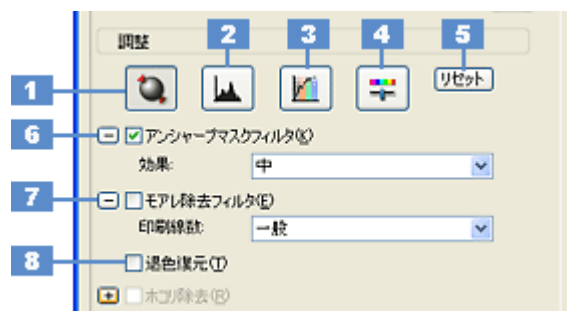 調整
2
3
4
5
1
リセット
6
アンシャープマスクフィルタ(K)
効果:
中
7
モアレ除去フィルタ(E)
印刷線数:
一般
8
退色復元(T)
ホコリ除去(R)